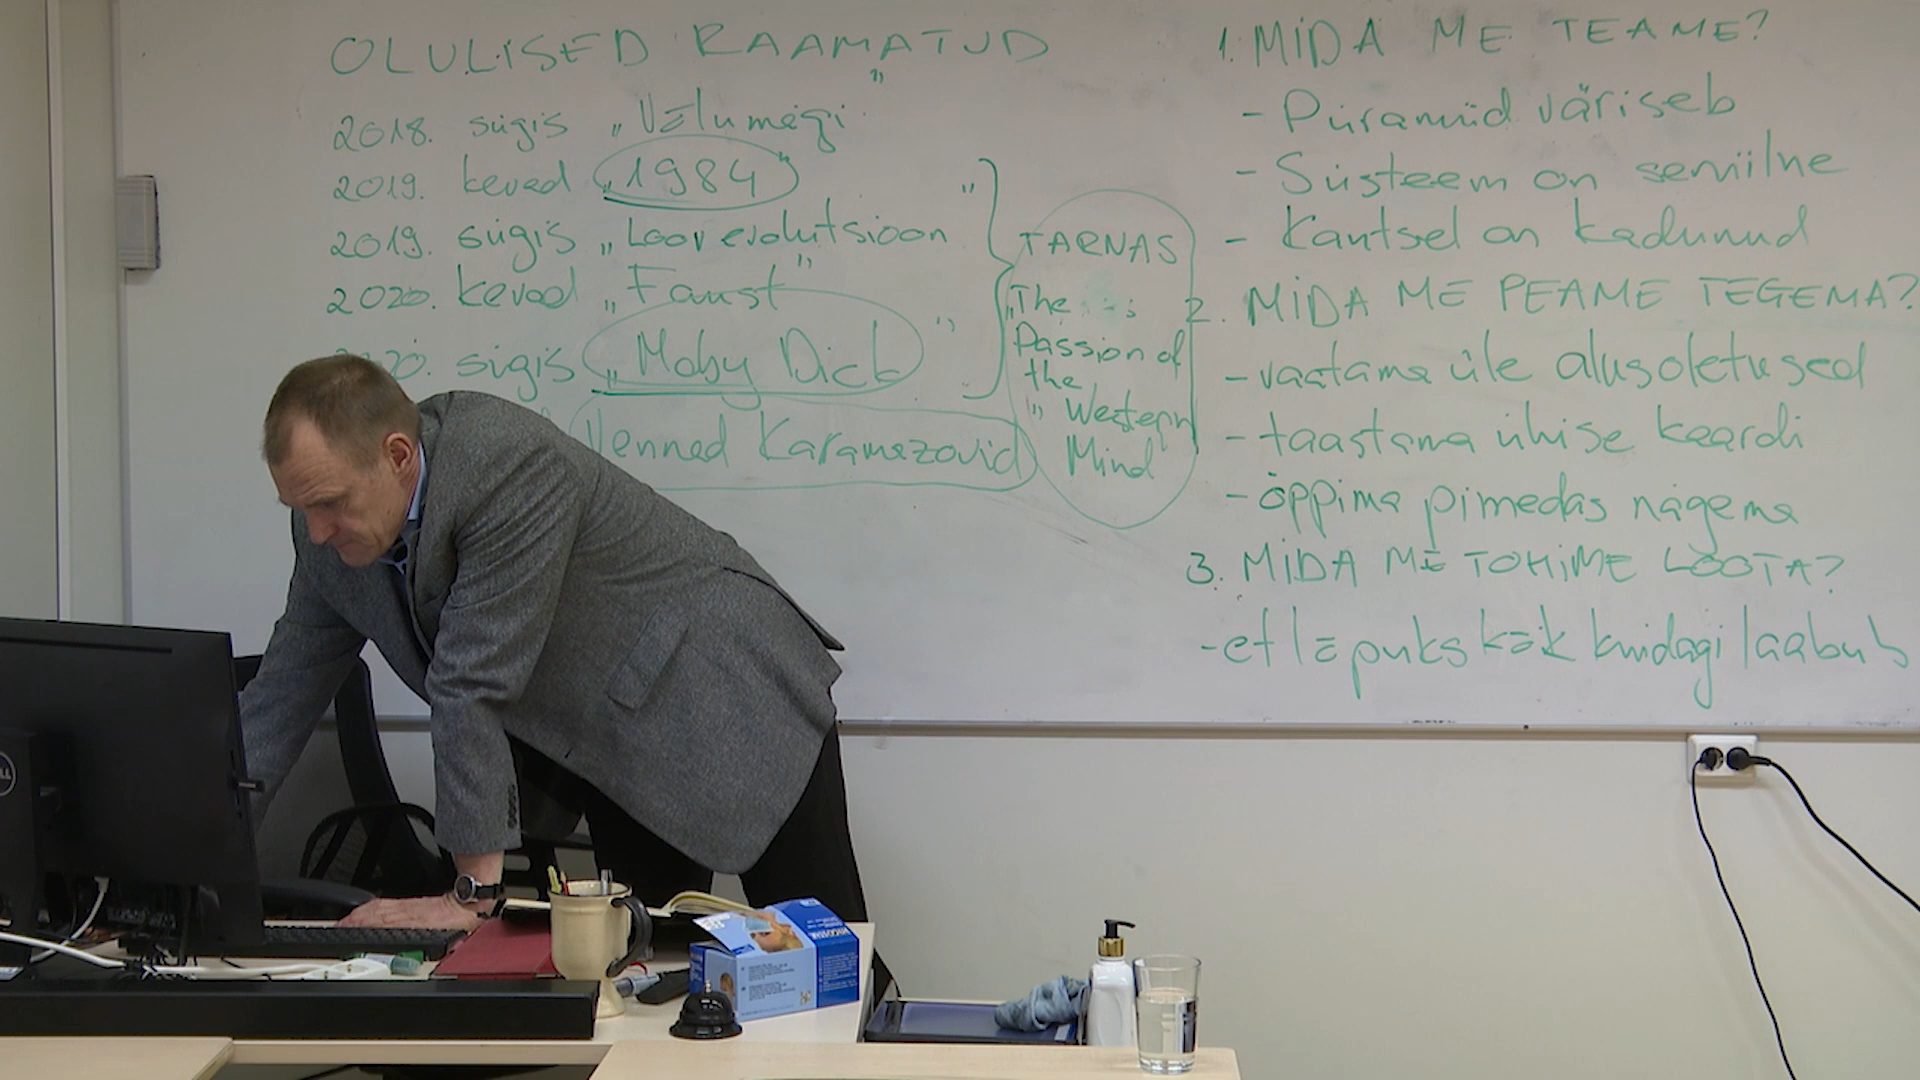 OLULISED RAAMATUD
2018. sügis „Võlumägi"
2019. kevad „1984"
2019. sügis „Loov evolutsioon"
2020. kevad „Faust"
2020. sügis „Moby Dick"
Vennad Karamazovid"
TARNAS
„The
Passion of
the
Western
Mind"
1. MIDA ME TEAME?
- Püramiid väriseb
- Süsteem on seniilne
- Kantsel on kadunud
2. MIDA ME PEAME TEGEMA?
- vaatama üle alusoletused
- taastama ühise kaardi
- õppima pimedas nägema
3. MIDA ME TOHIME LOOTA?
- et lõpuks kõik kuidagi laabub